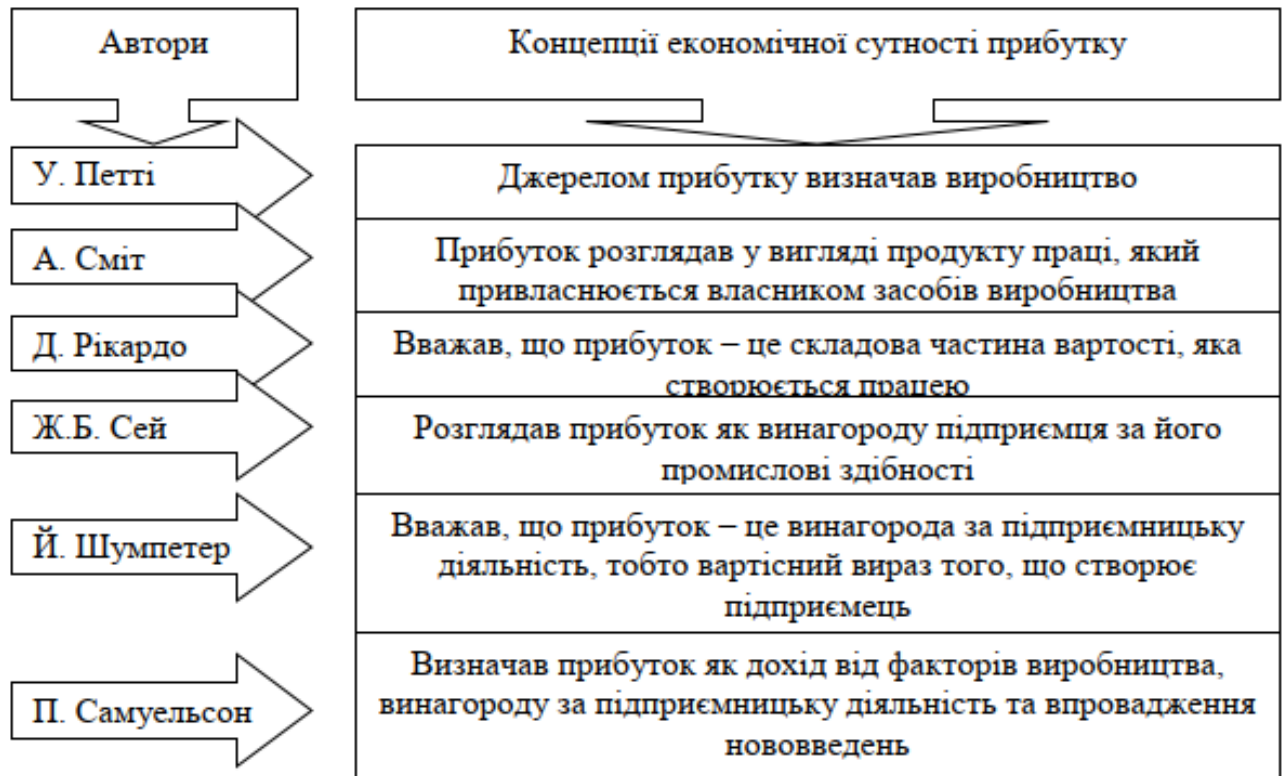 Автори
Концепції економічної сутності прибутку
У. Петті
Джерелом прибутку визначав виробництво
А. Сміт
Прибуток розглядав у вигляді продукту праці, який
привласнюється власником засобів виробництва
Д. Рікардо
Вважав, що прибуток – це складова частина вартості, яка
створюється працею
Ж.Б. Сей
Розглядав прибуток як винагороду підприємця за його
промислові здібності
Й. Шумпетер
Вважав, що прибуток – це винагорода за підприємницьку
діяльність, тобто вартісний вираз того, що створює
підприємець
П. Самуельсон
Визначав прибуток як дохід від факторів виробництва,
винагороду за підприємницьку діяльність та впровадження
нововведень